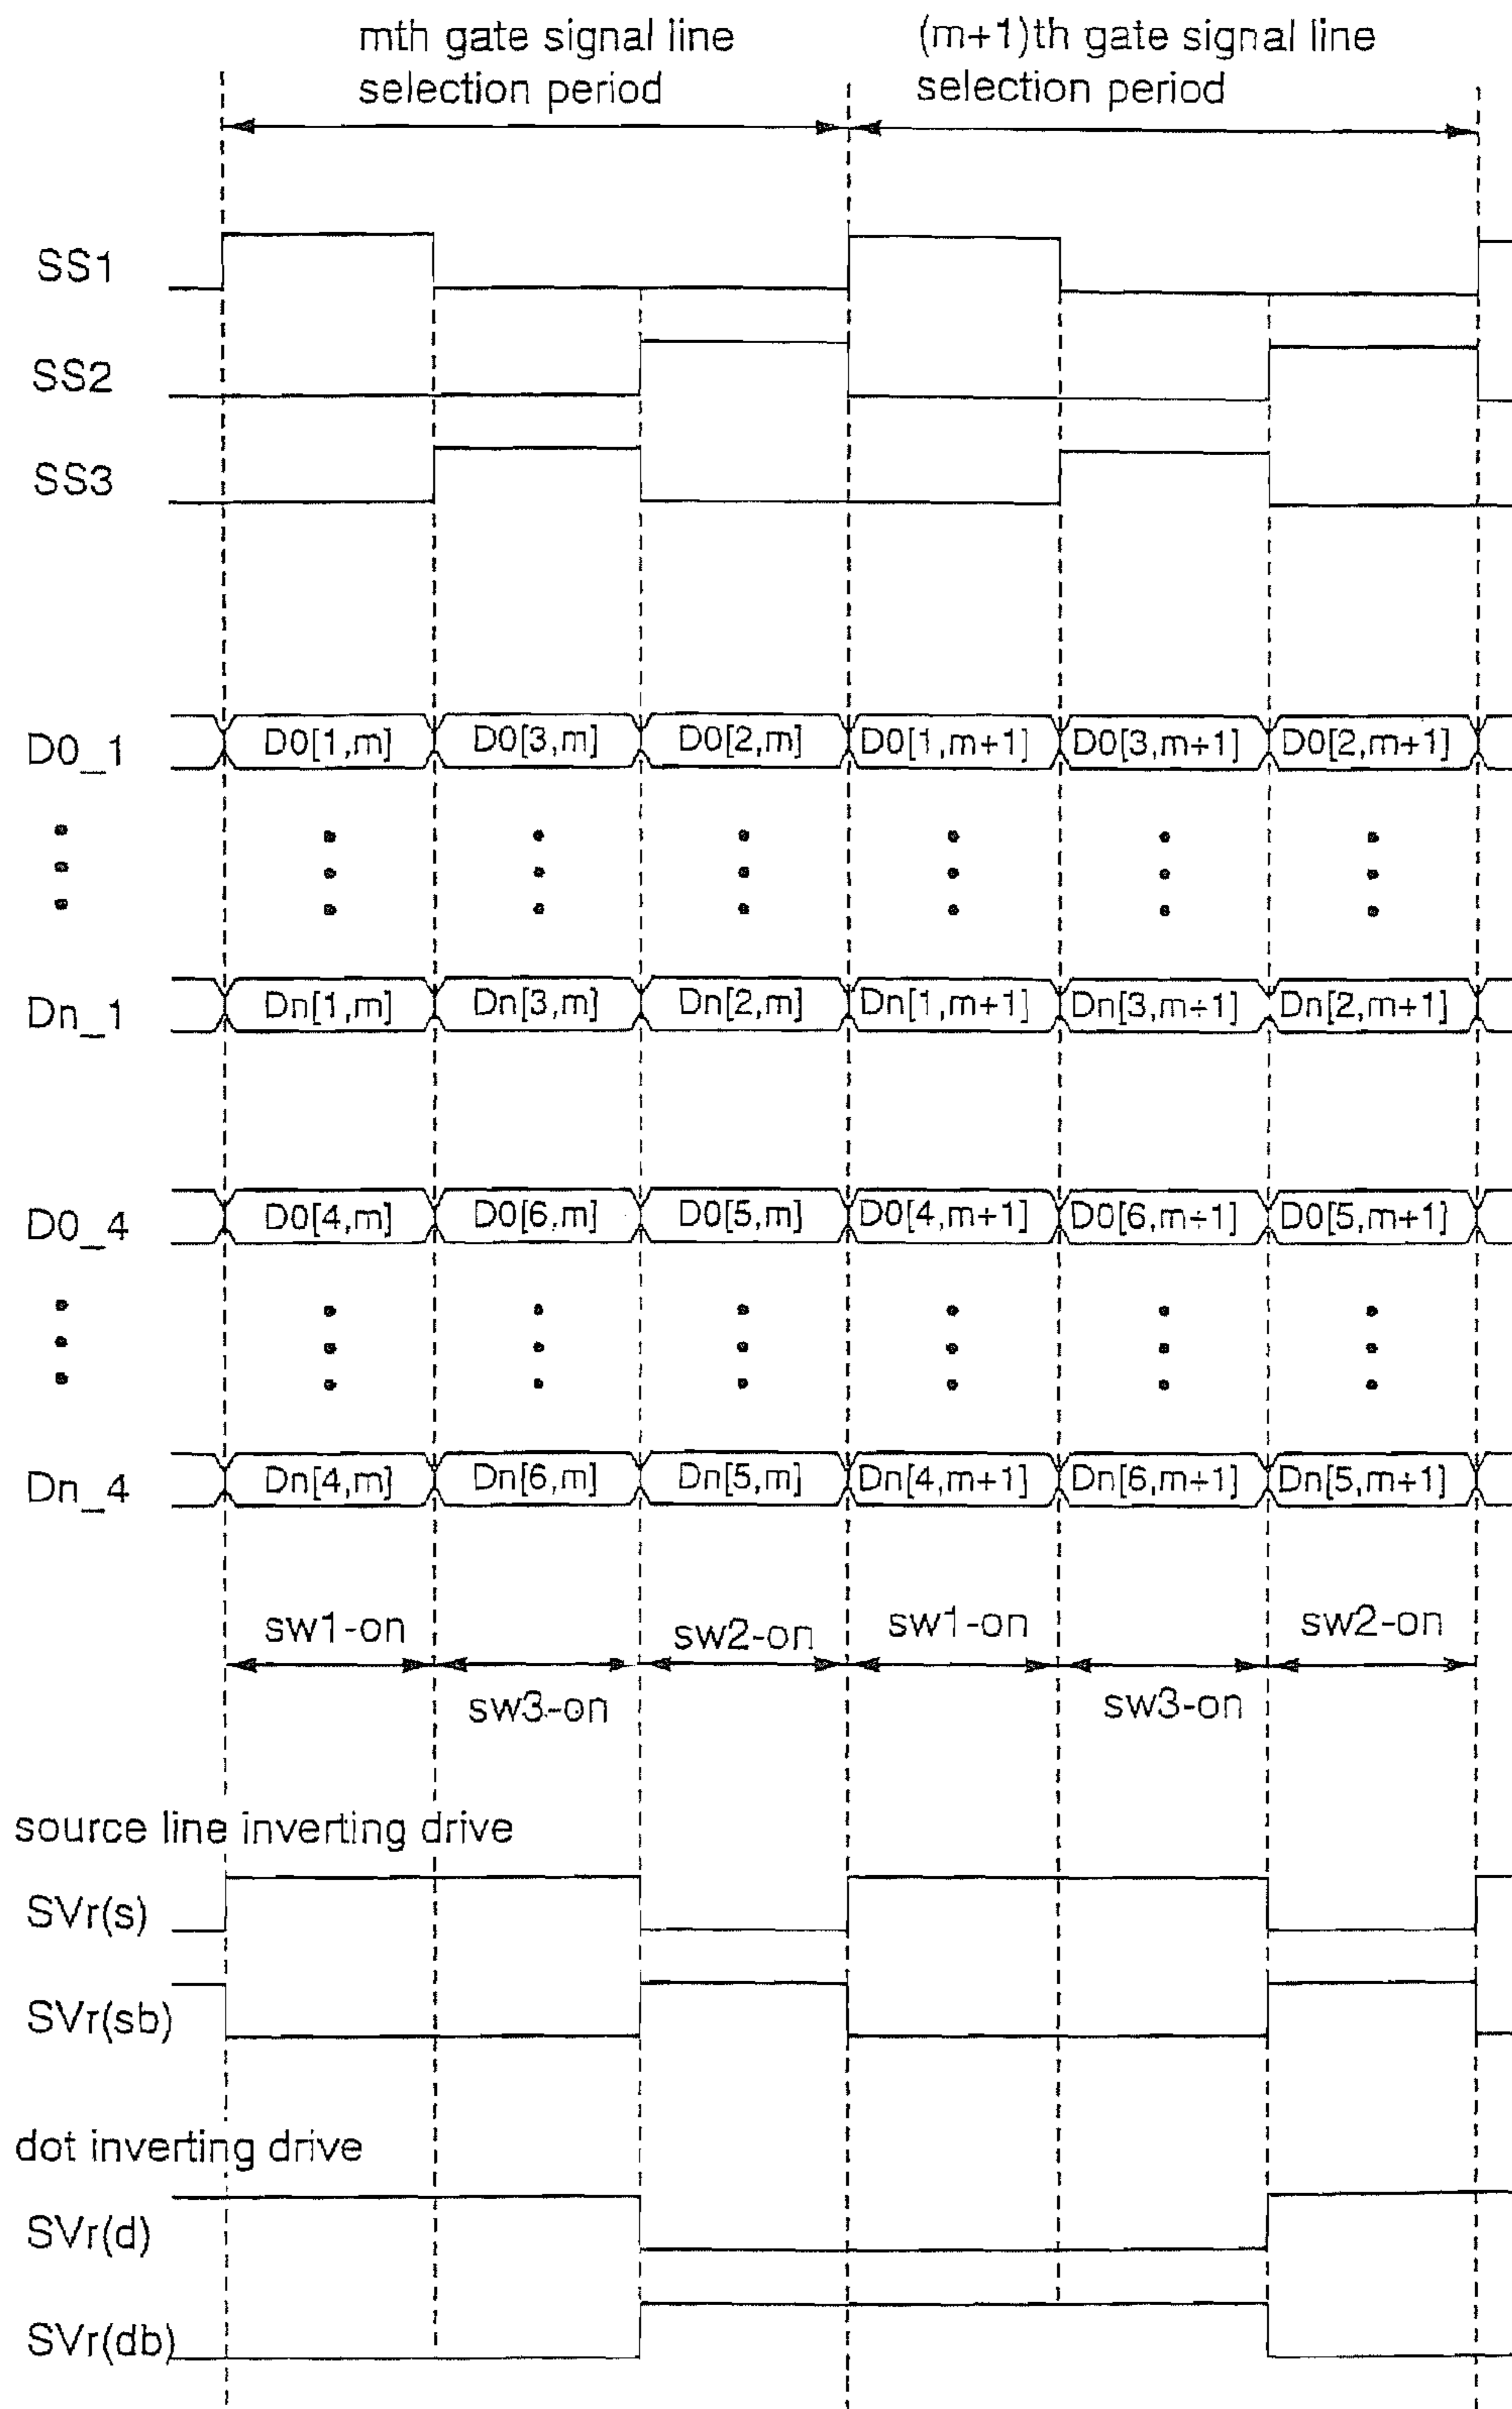 mth gate signal line
selection period
(m+1)th gate signal line
selection period
SS1
SS2
SS3
D0_1 D0[1,m] D0[3,m] D0[2,m] D0[1,m+1] D0[3,m+1] D0[2,m+1]
Dn_1 Dn[1,m] Dn[3,m] Dn[2,m] Dn[1,m+1] Dn[3,m+1] Dn[2,m+1]
D0_4 D0[4,m] D0[6,m] D0[5,m] D0[4,m+1] D0[6,m+1] D0[5,m+1]
Dn_4 Dn[4,m] Dn[6,m] Dn[5,m] Dn[4,m+1] Dn[6,m+1] Dn[5,m+1]
sw1-on sw2-on sw1-on sw2-on
sw3-on sw3-on
source line inverting drive
SVr(s)
SVr(sb)
dot inverting drive
SVr(d)
SVr(db)